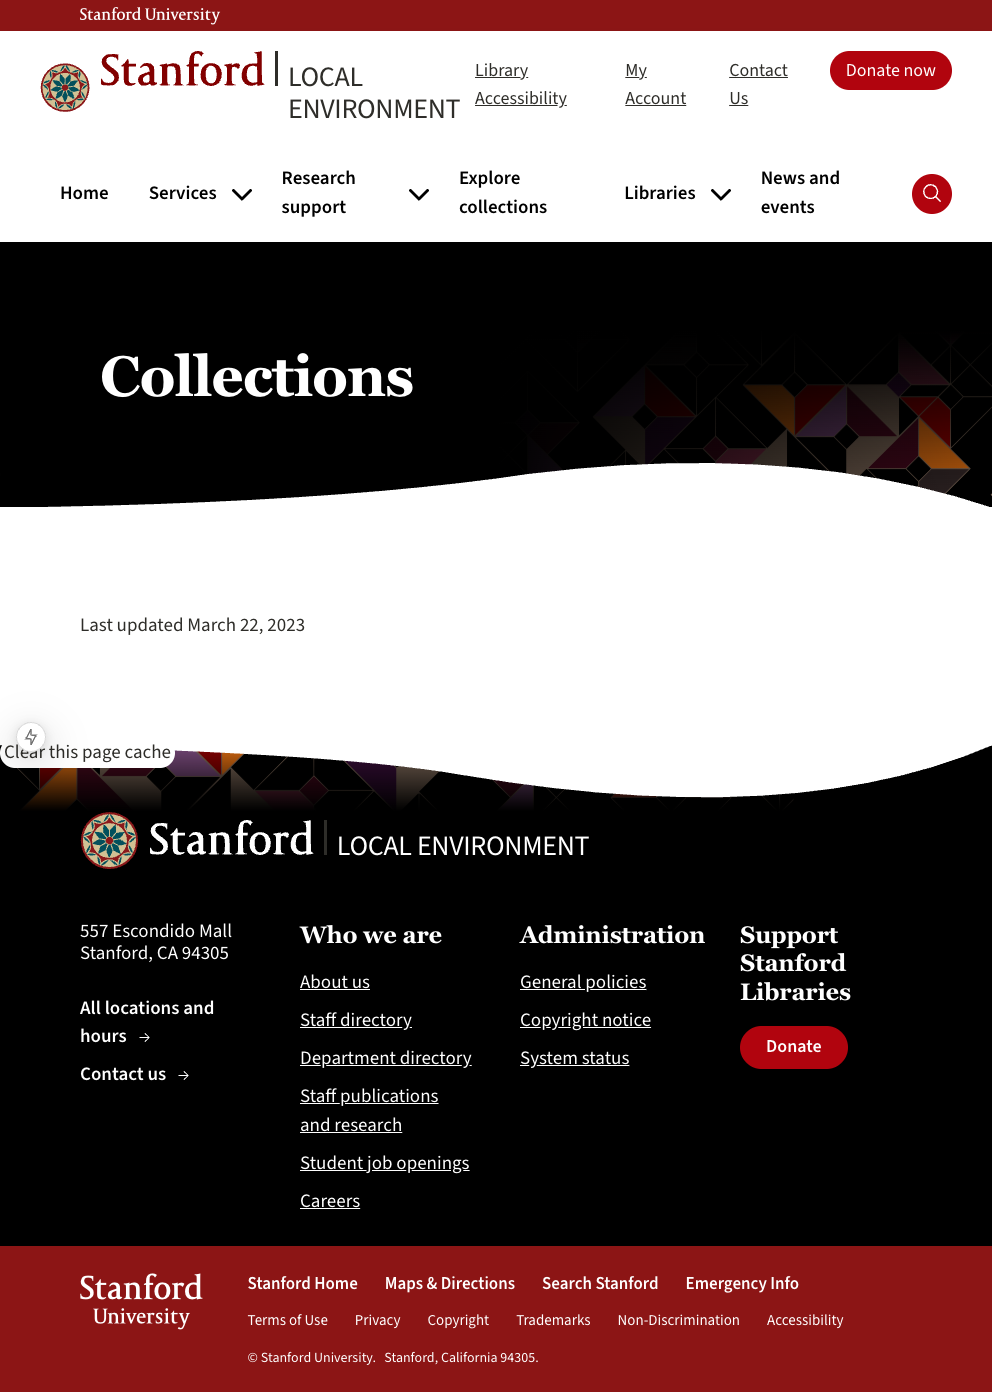 Stanford University
Stanford
LOCAL
ENVIRONMENT
Library
Accessibility
My
Account
Contact
Us
Donate now
Home
Services
Research
support
Explore
collections
Libraries
News and
events
Collections
Last updated March 22, 2023
Clear this page cache
Stanford
LOCAL ENVIRONMENT
557 Escondido Mall
Stanford, CA 94305
All locations and
hours →
Contact us →
Who we are
About us
Staff directory
Department directory
Staff publications
and research
Student job openings
Careers
Administration
General policies
Copyright notice
System status
Support
Stanford
Libraries
Donate
Stanford
University
Stanford Home Maps & Directions Search Stanford Emergency Info
Terms of Use Privacy Copyright Trademarks Non-Discrimination Accessibility
© Stanford University. Stanford, California 94305.